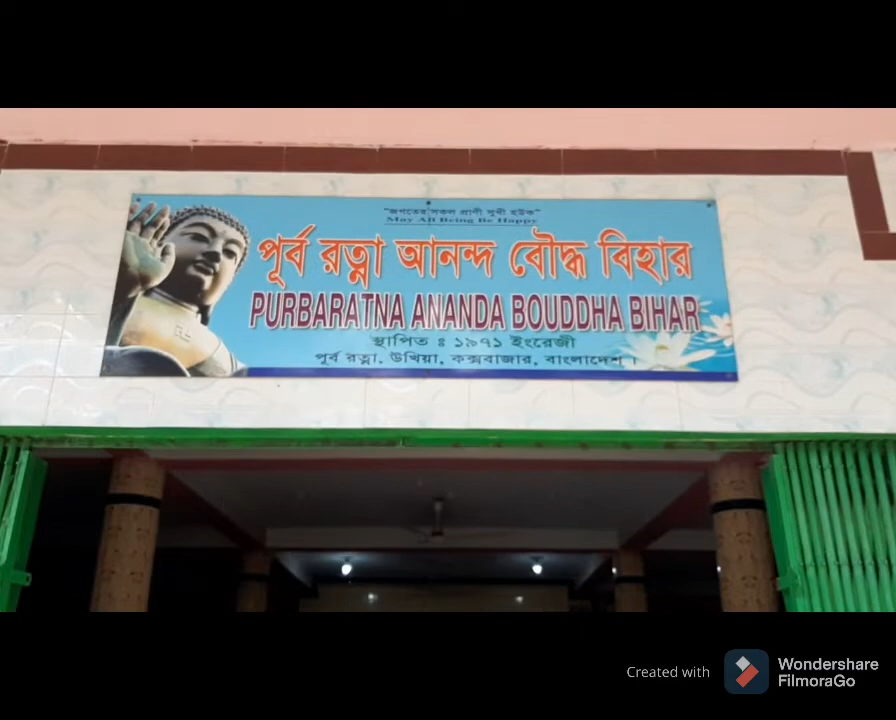 "জগতের সকল প্রাণী সুখী হউক"
May All Being Be Happy
পূর্ব রত্না আনন্দ বৌদ্ধ বিহার
PURBARATNA ANANDA BOUDDHA BIHAR
স্থাপিত ঃ ১৯৭১ ইংরেজী
পূর্ব রত্না, উখিয়া, কক্সবাজার, বাংলাদেশ।
Created with Wondershare
FilmoraGo